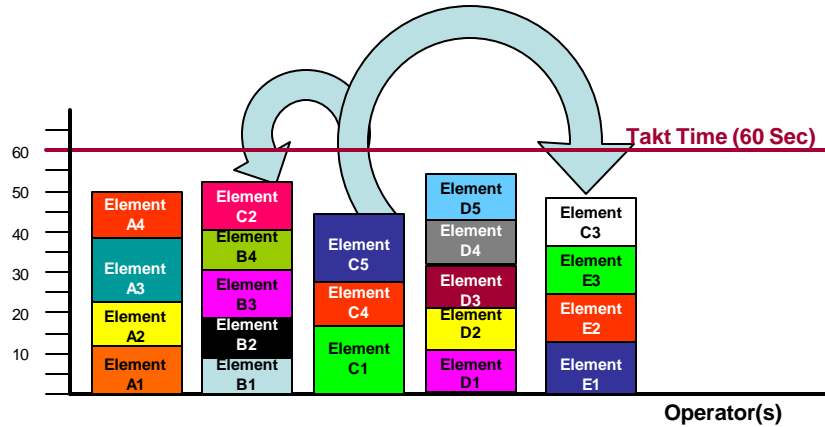 Takt Time (60 Sec)
60
50
40
30
20
10
Element
A4
Element
A3
Element
A2
Element
A1
Element
C2
Element
B4
Element
B3
Element
B2
Element
B1
Element
C5
Element
C4
Element
C1
Element
D5
Element
D4
Element
D3
Element
D2
Element
D1
Element
C3
Element
E3
Element
E2
Element
E1
Operator(s)